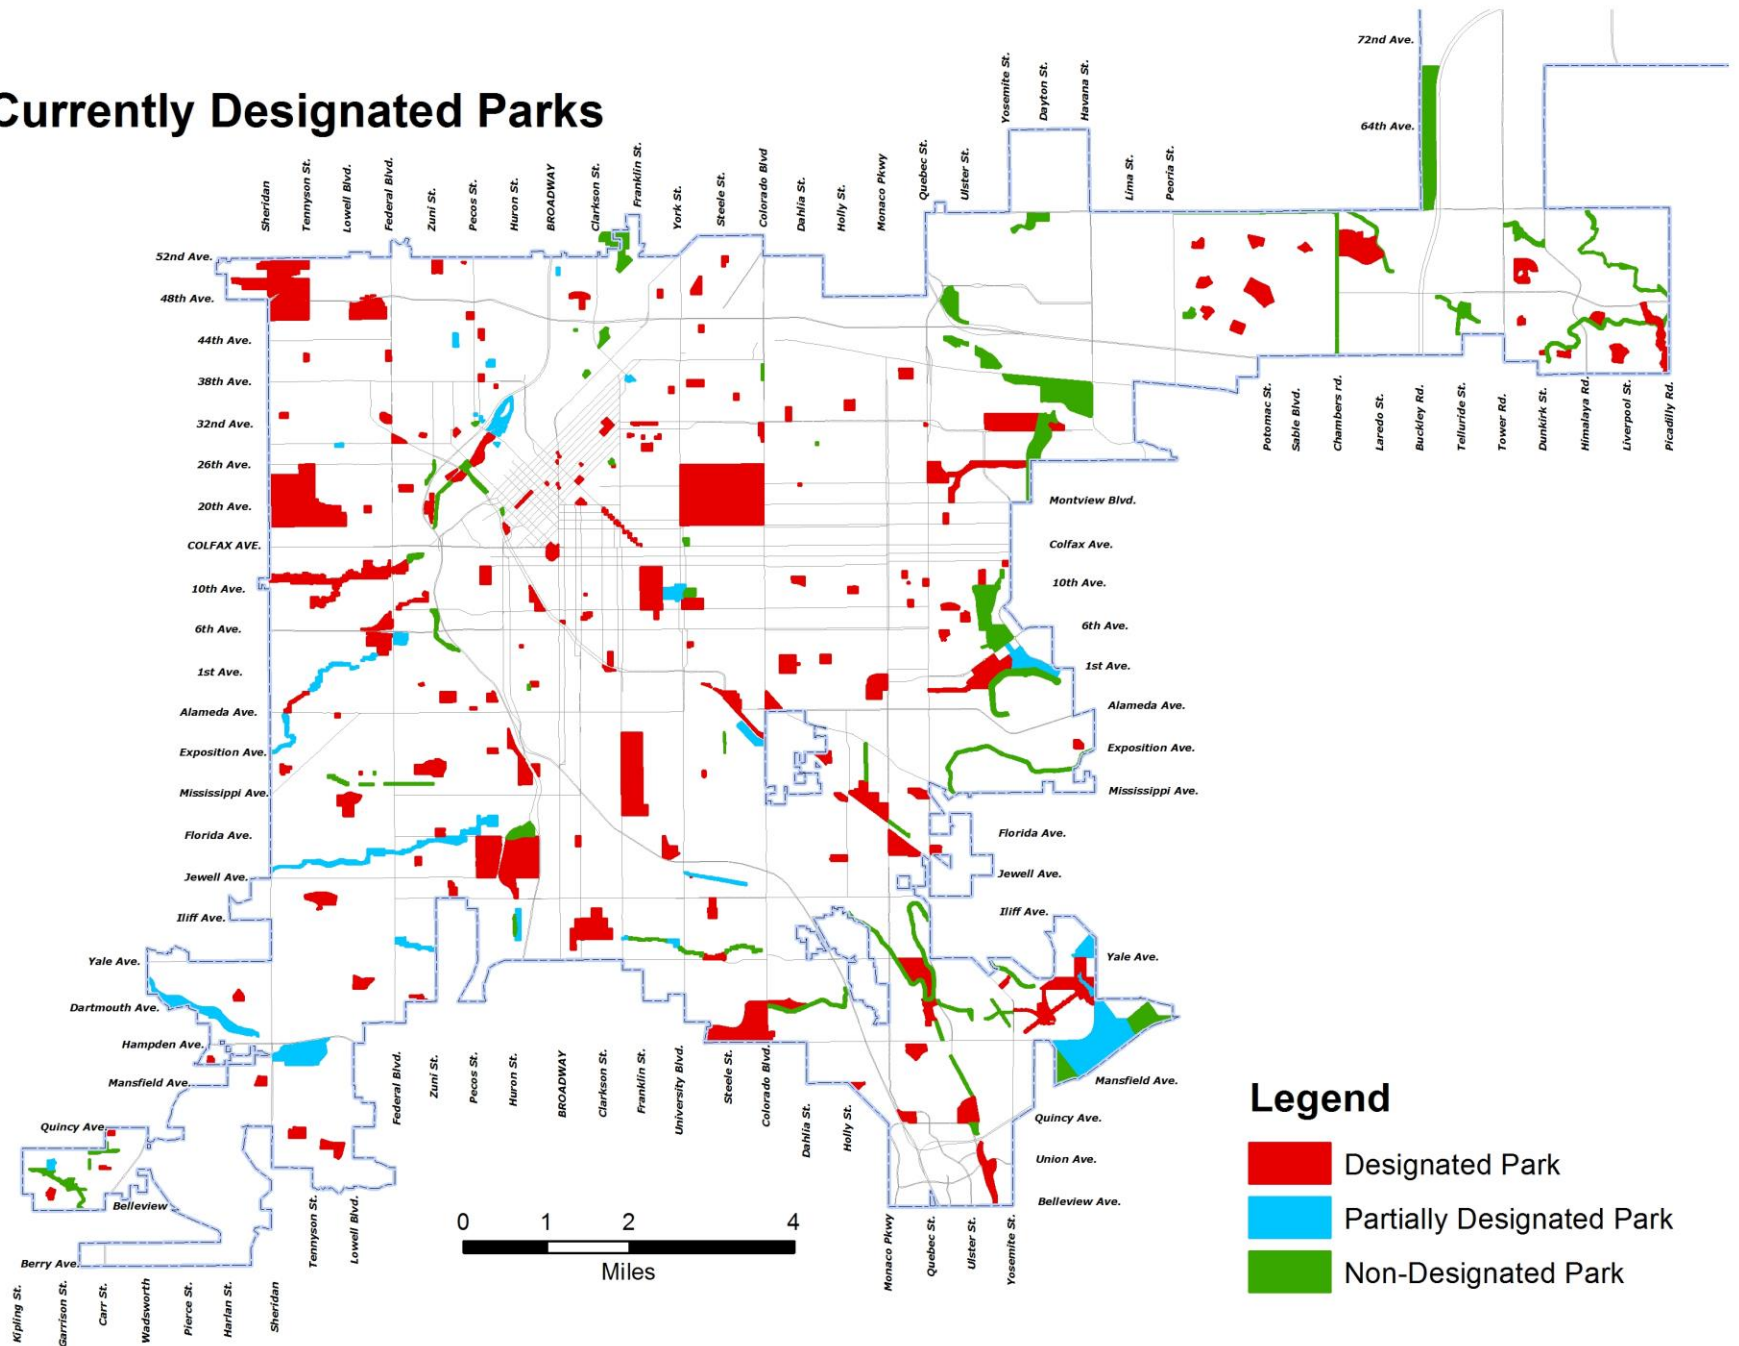 Currently Designated Parks
72nd Ave.
64th Ave.
Yosemite St.
Dayton St.
Havana St.
Sheridan
Tennyson St.
Lowell Blvd.
Federal Blvd.
Zuni St.
Pecos St.
Huron St.
BROADWAY
Clarkson St.
Franklin St.
York St.
Steele St.
Colorado Blvd
Dahlia St.
Holly St.
Monaco Pkwy
Quebec St.
Ulster St.
Lima St.
Peoria St.
52nd Ave.
48th Ave.
44th Ave.
38th Ave.
32nd Ave.
26th Ave.
20th Ave.
COLFAX AVE.
10th Ave.
6th Ave.
1st Ave.
Alameda Ave.
Exposition Ave.
Mississippi Ave.
Florida Ave.
Jewell Ave.
Iliff Ave.
Yale Ave.
Dartmouth Ave.
Hampden Ave.
Mansfield Ave.
Quincy Ave.
Belleview
Berry Ave.
Potomac St.
Sable Blvd.
Chambers rd.
Laredo St.
Buckley Rd.
Telluride St.
Tower Rd.
Dunkirk St.
Himalaya Rd.
Liverpool St.
Picadilly Rd.
Montview Blvd.
Colfax Ave.
10th Ave.
6th Ave.
1st Ave.
Alameda Ave.
Exposition Ave.
Mississippi Ave.
Florida Ave.
Jewell Ave.
Iliff Ave.
Yale Ave.
Mansfield Ave.
Quincy Ave.
Union Ave.
Belleview Ave.
Federal Blvd.
Zuni St.
Pecos St.
Huron St.
BROADWAY
Clarkson St.
Franklin St.
University Blvd.
Steele St.
Colorado Blvd.
Dahlia St.
Holly St.
Monaco Pkwy
Quebec St.
Ulster St.
Yosemite St.
Kipling St.
Garrison St.
Carr St.
Wadsworth
Pierce St.
Harlan St.
Sheridan
Tennyson St.
Lowell Blvd.
0 1 2 4
Miles
Legend
Designated Park
Partially Designated Park
Non-Designated Park